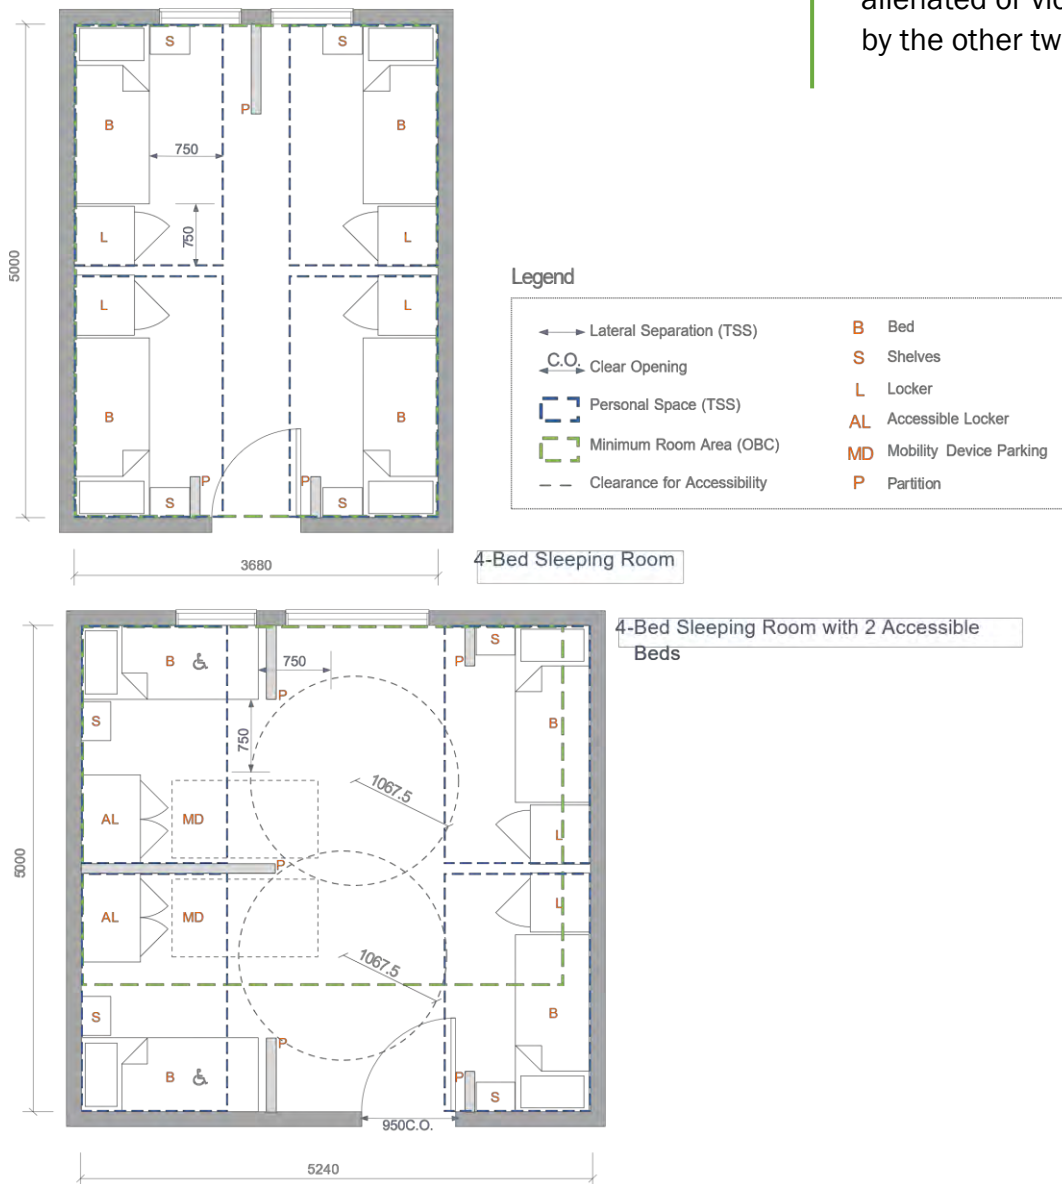 alienated or vic
by the other tw
S
S
P
B
B
750
750
L
L
5000
L
L
B
B
P
P
S
S
3680
Legend
Lateral Separation (TSS)
C.O. Clear Opening
Personal Space (TSS)
Minimum Room Area (OBC)
Clearance for Accessibility
B Bed
S Shelves
L Locker
AL Accessible Locker
MD Mobility Device Parking
P Partition
4-Bed Sleeping Room
4-Bed Sleeping Room with 2 Accessible
Beds
B
750
P
S
P
S
B
750
1067.5
AL
MD
L
P
5000
AL
MD
L
1067.5
S
B
P
B
P
S
950C.O.
5240